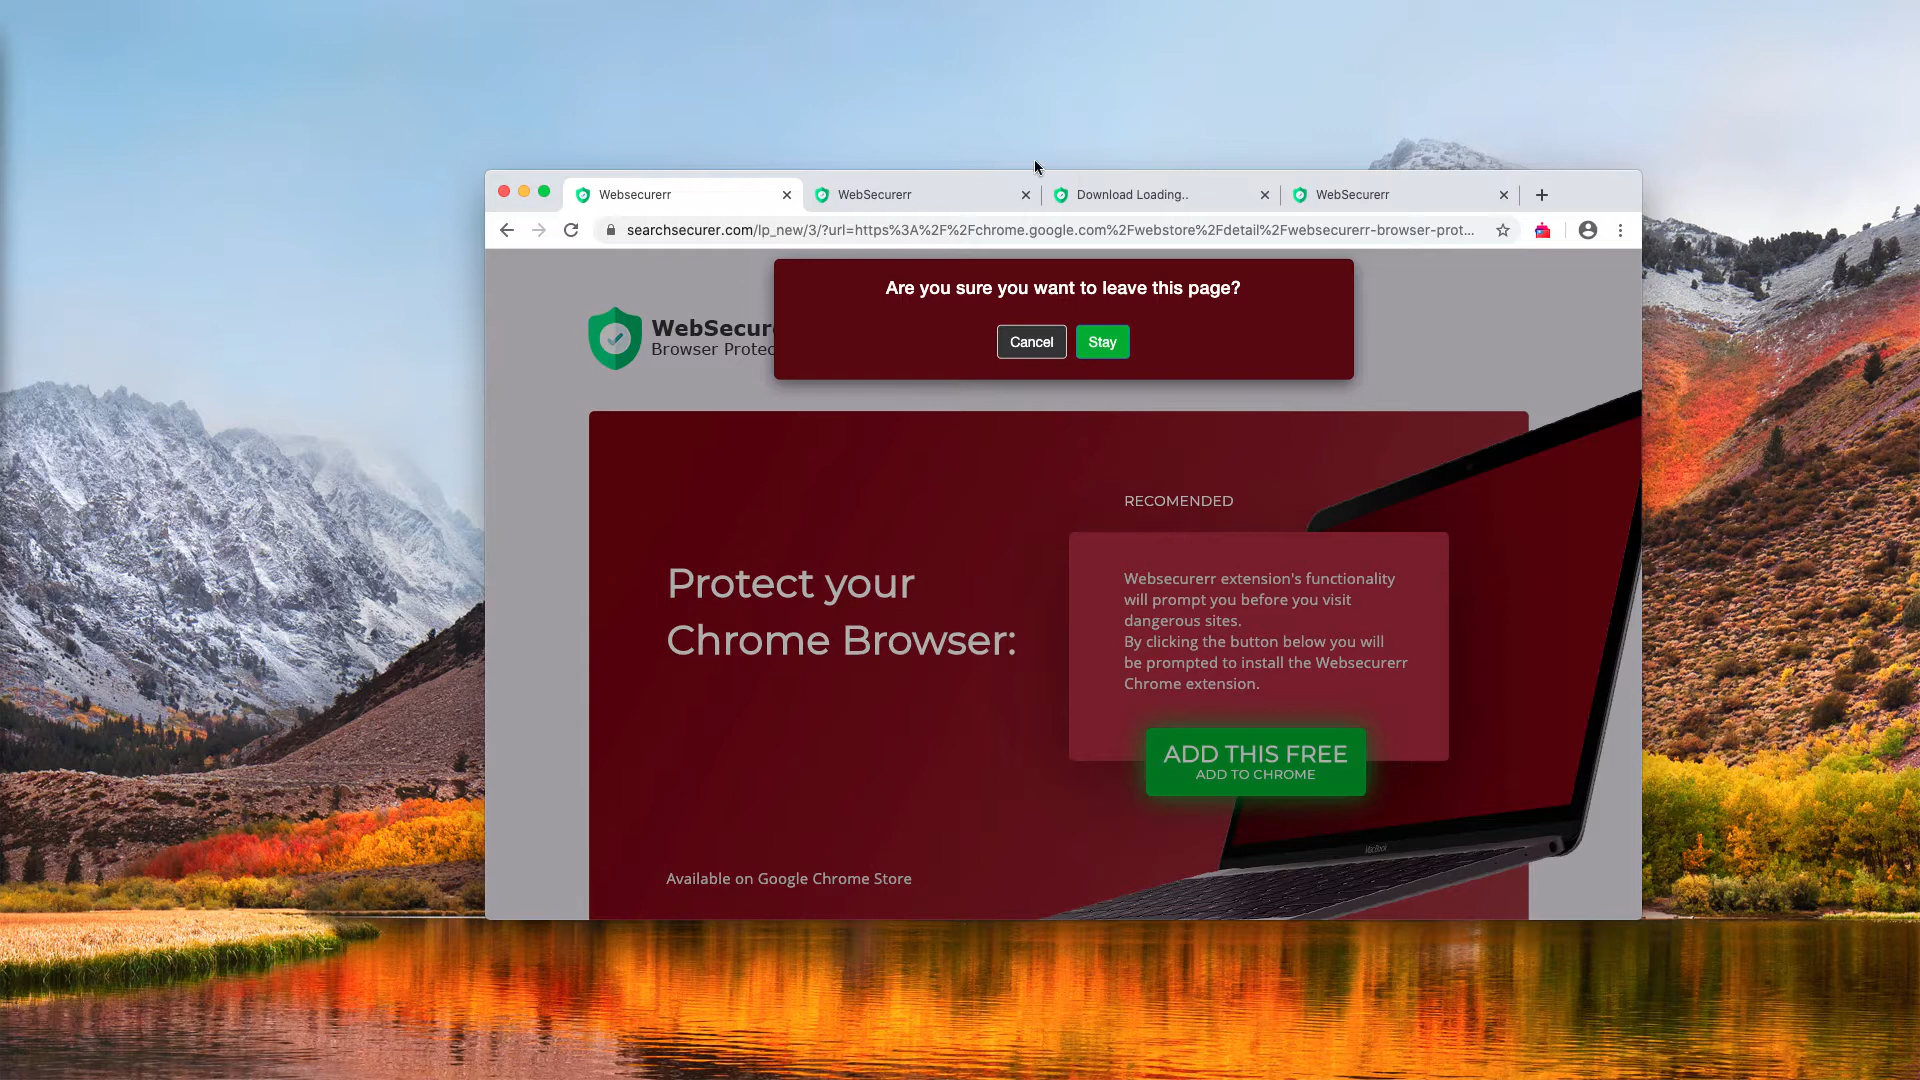 Websecurerr
WebSecurerr
Download Loading..
WebSecurerr
searchsecurer.com/lp_new/3/?url=https%3A%2F%2Fchrome.google.com%2Fwebstore%2Fdetail%2Fwebsecurerr-browser-prot...
Are you sure you want to leave this page?
Cancel
Stay
WebSecur
Browser Protec
RECOMENDED
Protect your
Chrome Browser:
Websecurerr extension's functionality
will prompt you before you visit
dangerous sites.
By clicking the button below you will
be prompted to install the Websecurerr
Chrome extension.
ADD THIS FREE
ADD TO CHROME
Available on Google Chrome Store